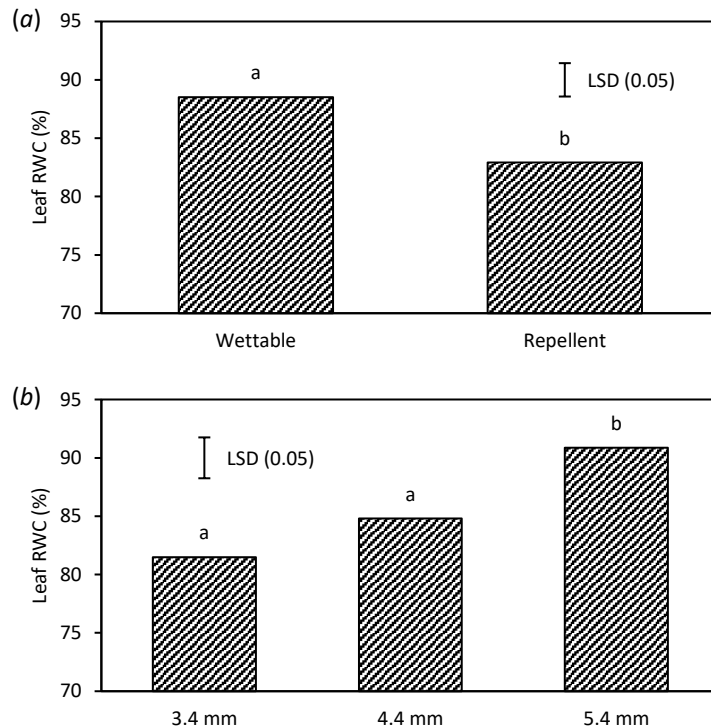 (a)
95
90
85
80
75
70
Leaf RWC (%)
a
b
LSD (0.05)
Wettable
Repellent
(b)
95
90
85
80
75
70
Leaf RWC (%)
LSD (0.05)
a
a
b
3.4 mm
4.4 mm
5.4 mm